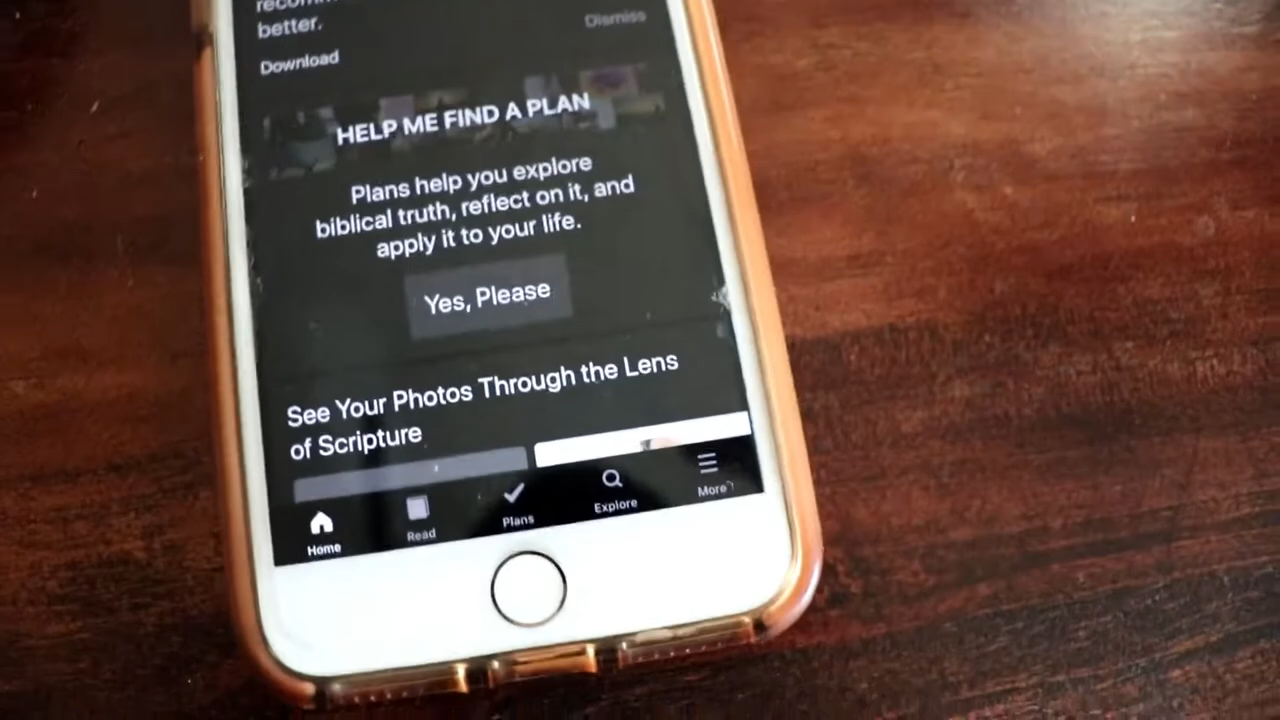 better.
Dismiss
Download
HELP ME FIND A PLAN
Plans help you explore
biblical truth, reflect on it, and
apply it to your life.
Yes, Please
See Your Photos Through the Lens
of Scripture
Home
Read
Plans
Explore
More